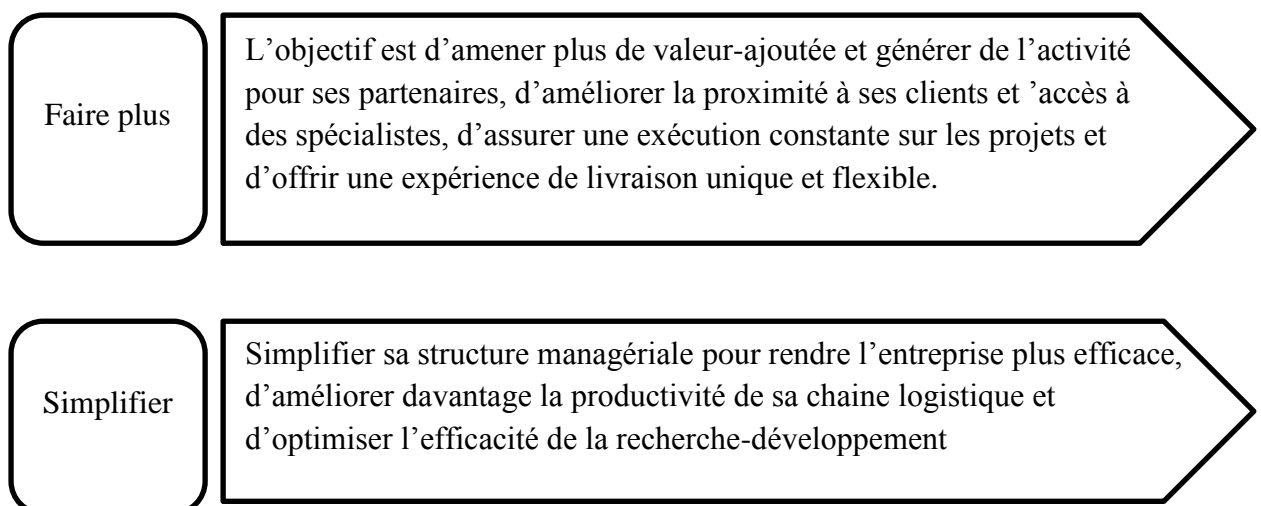 Faire plus
L’objectif est d’amener plus de valeur-ajoutée et générer de l’activité
pour ses partenaires, d’améliorer la proximité à ses clients et ’accès à
des spécialistes, d’assurer une exécution constante sur les projets et
d’offrir une expérience de livraison unique et flexible.
Simplifier
Simplifier sa structure managériale pour rendre l’entreprise plus efficace,
d’améliorer davantage la productivité de sa chaine logistique et
d’optimiser l’efficacité de la recherche-développement